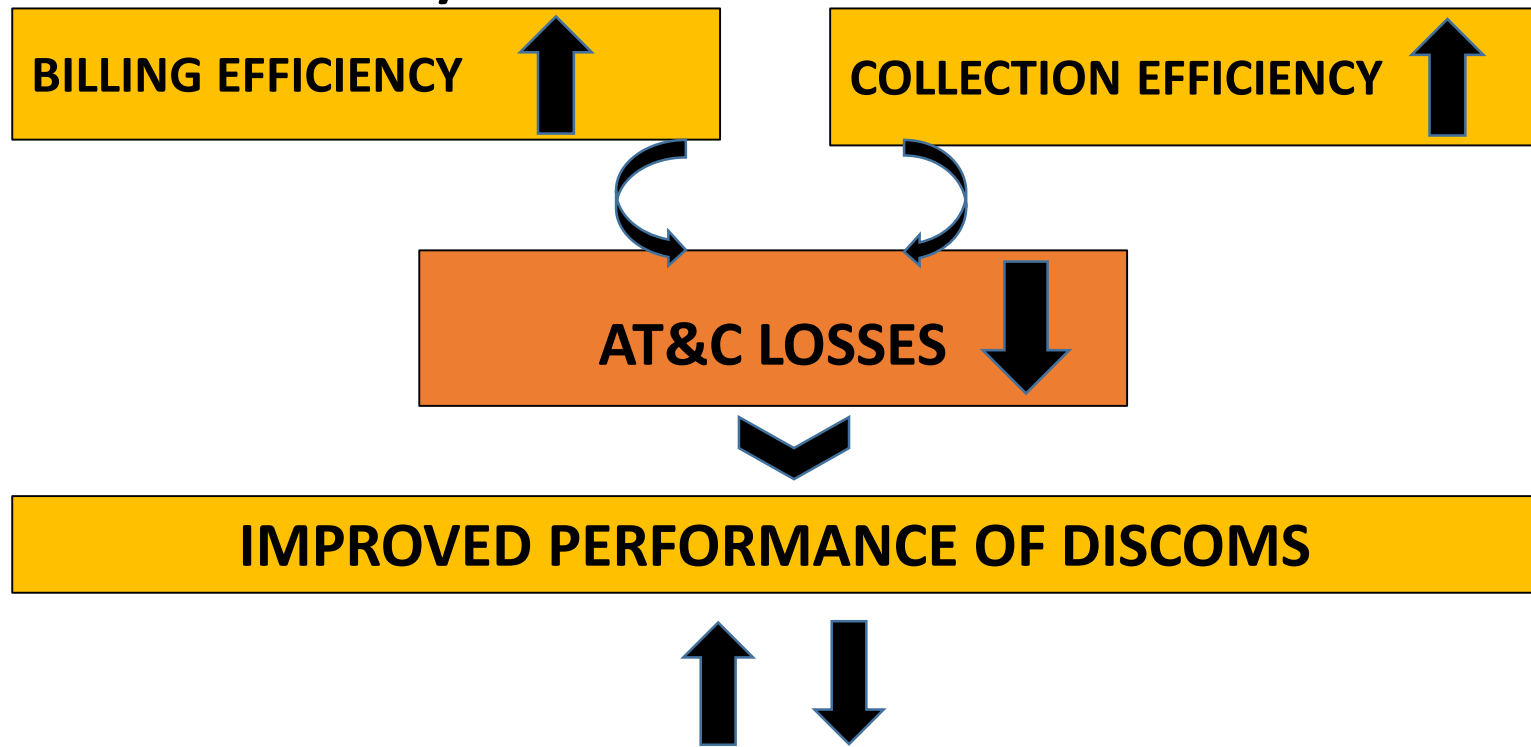 BILLING EFFICIENCY
COLLECTION EFFICIENCY
AT&C LOSSES
IMPROVED PERFORMANCE OF DISCOMS